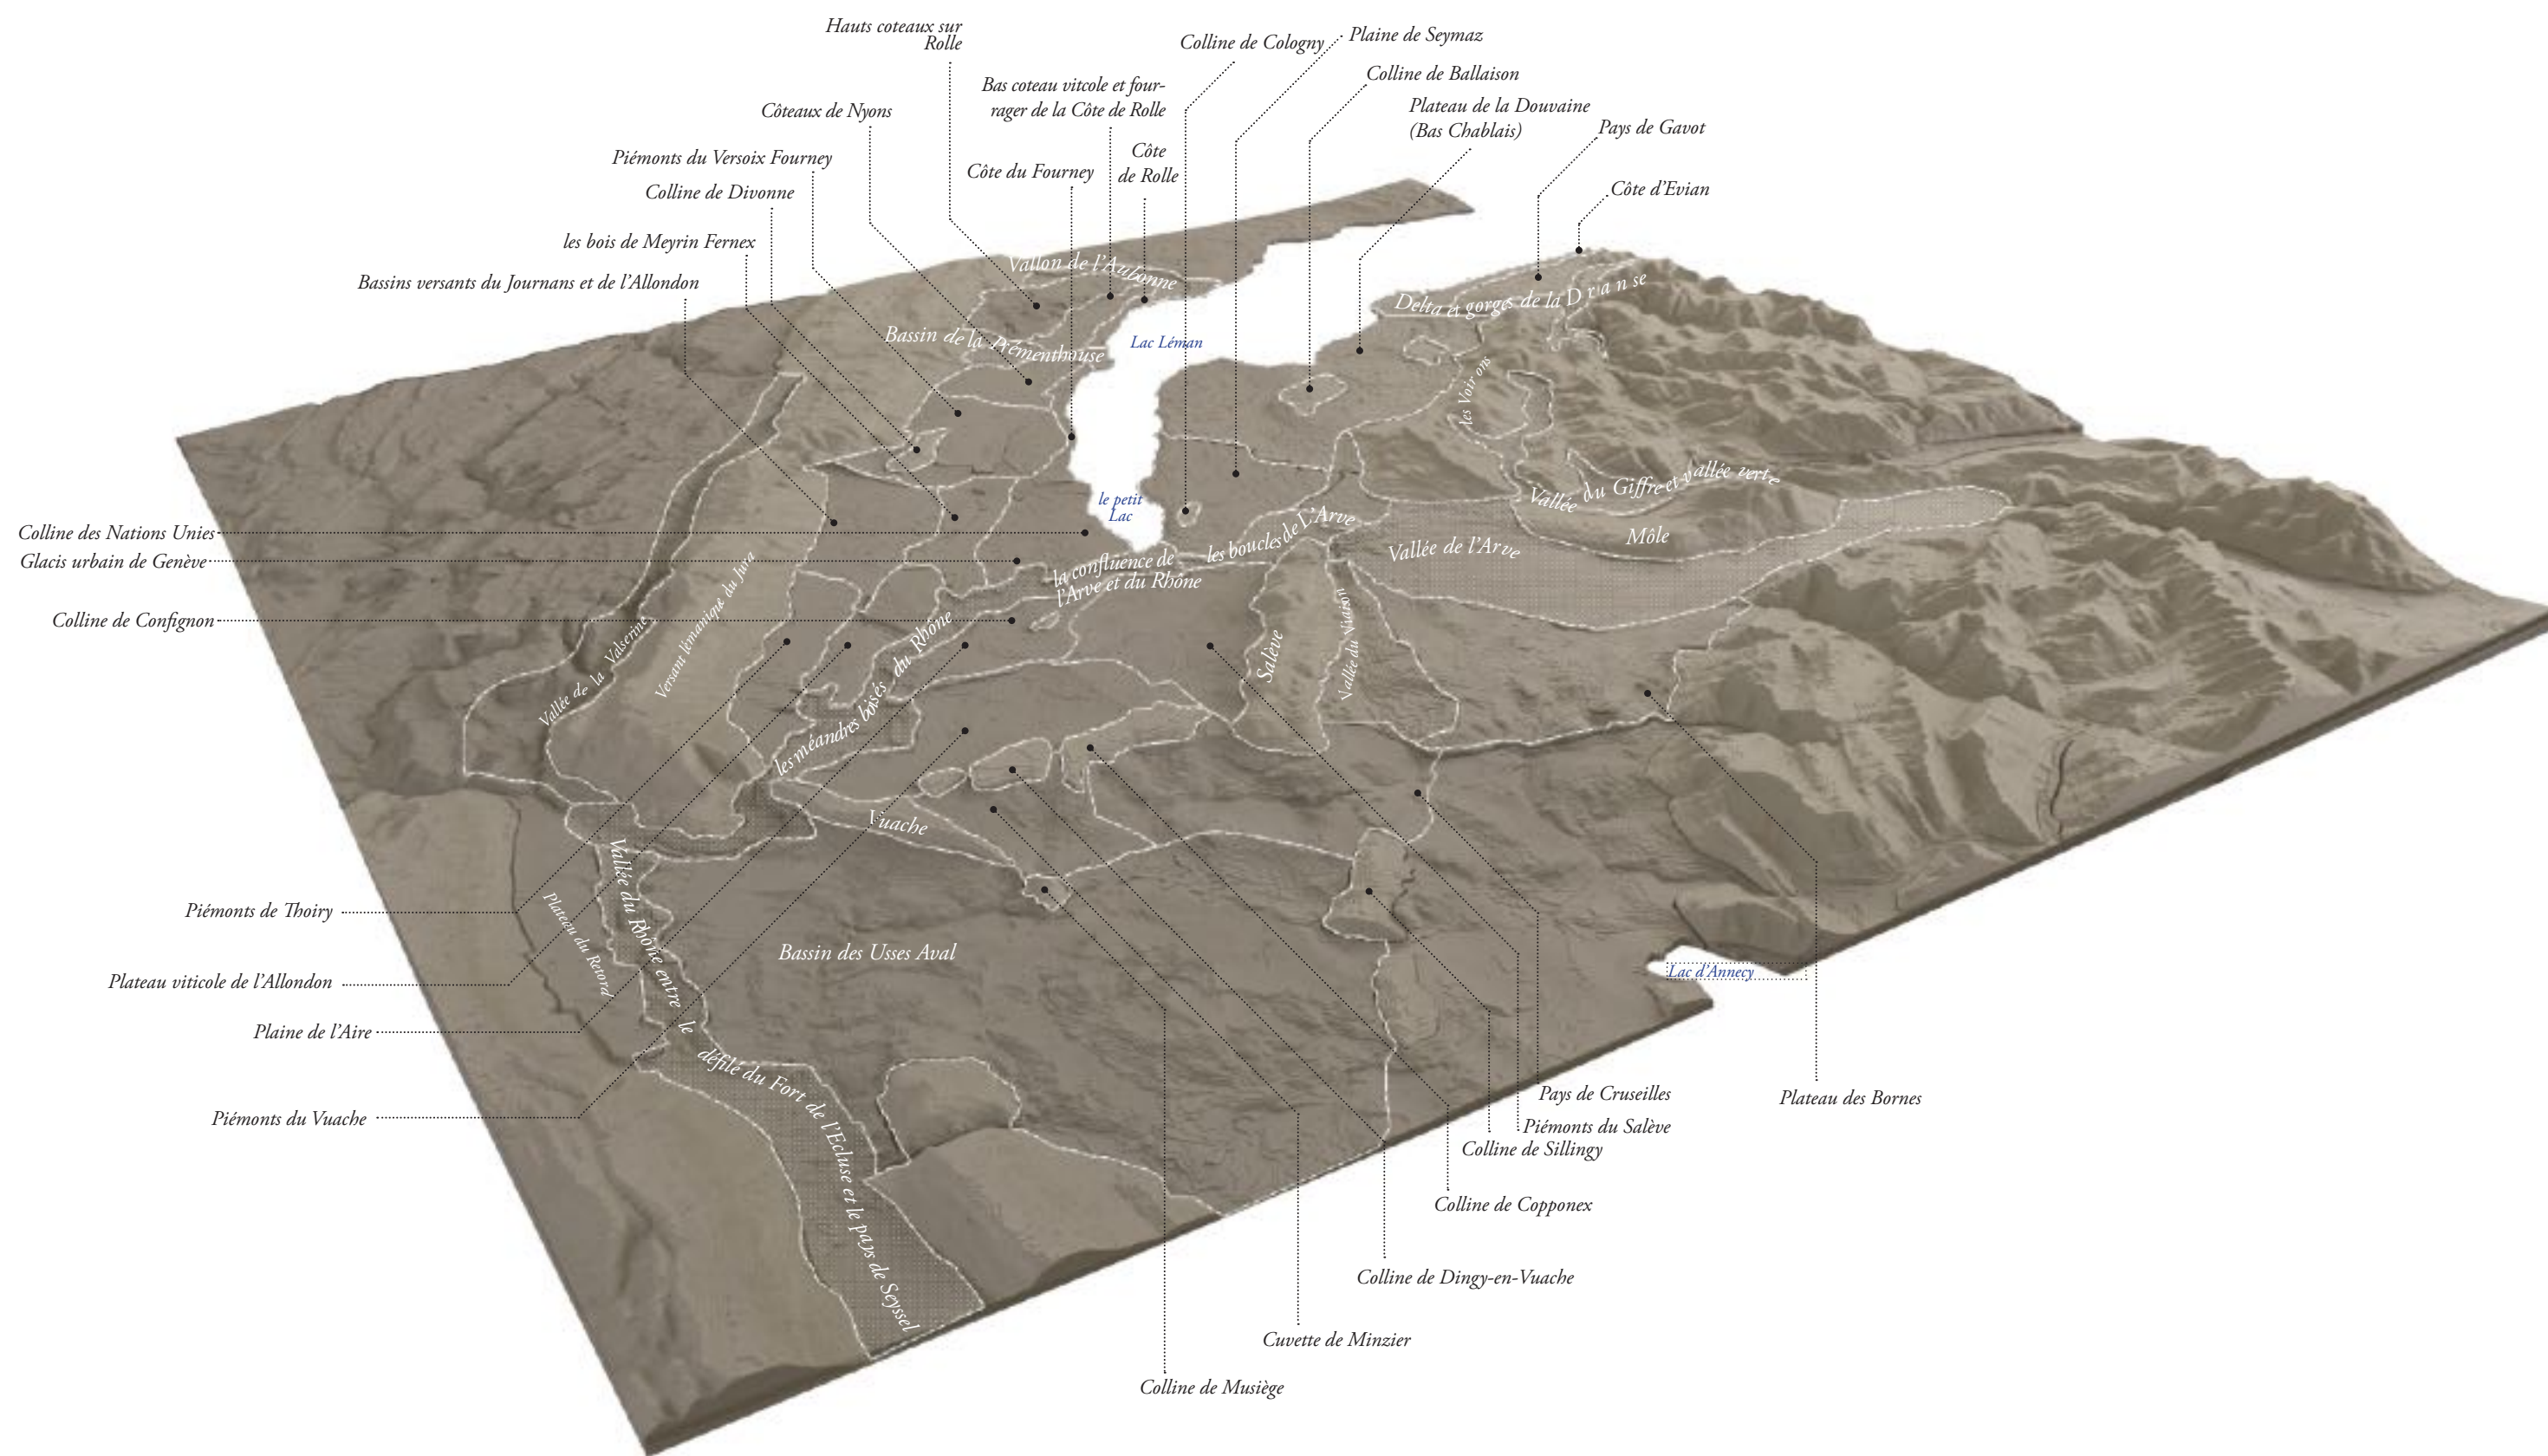 Hauts coteaux sur
Rolle
Colline de Cologny
Plaine de Seymaz
Colline de Ballaison
Bas coteau vitcole et four-
rager de la Côte de Rolle
Plateau de la Douvaine
(Bas Chablais)
Côteaux de Nyons
Pays de Gavot
Côte
de Rolle
Piémonts du Versoix Fourney
Côte du Fourney
Colline de Divonne
Côte d'Evian
les bois de Meyrin Fernex
Bassins versants du Journans et de l'Allondon
Vallon de l'Aubonne
Delta et gorges de la Dranse
Bassin de la Prémenthouse
Lac Léman
les Voirons
le petit
Lac
Vallée du Giffre et vallée verte
Colline des Nations Unies
Môle
les boucles de L'Arve
Vallée de l'Arve
Glacis urbain de Genève
la confluence de
l'Arve et du Rhône
Colline de Confignon
Versant lémanique du Jura
Vallée de la Valserine
les méandres boisés du Rhône
Salève
Vallée du Viaison
Vuache
Piémonts de Thoiry
Plateau du Retord
Vallée du Rhône entre le
défilé du Fort de l'Ecluse et le pays de Seyssel
Bassin des Usses Aval
Lac d'Annecy
Plateau viticole de l'Allondon
Plaine de l'Aire
Piémonts du Vuache
Pays de Cruseilles
Plateau des Bornes
Piémonts du Salève
Colline de Sillingy
Colline de Copponex
Colline de Dingy-en-Vuache
Cuvette de Minzier
Colline de Musiège